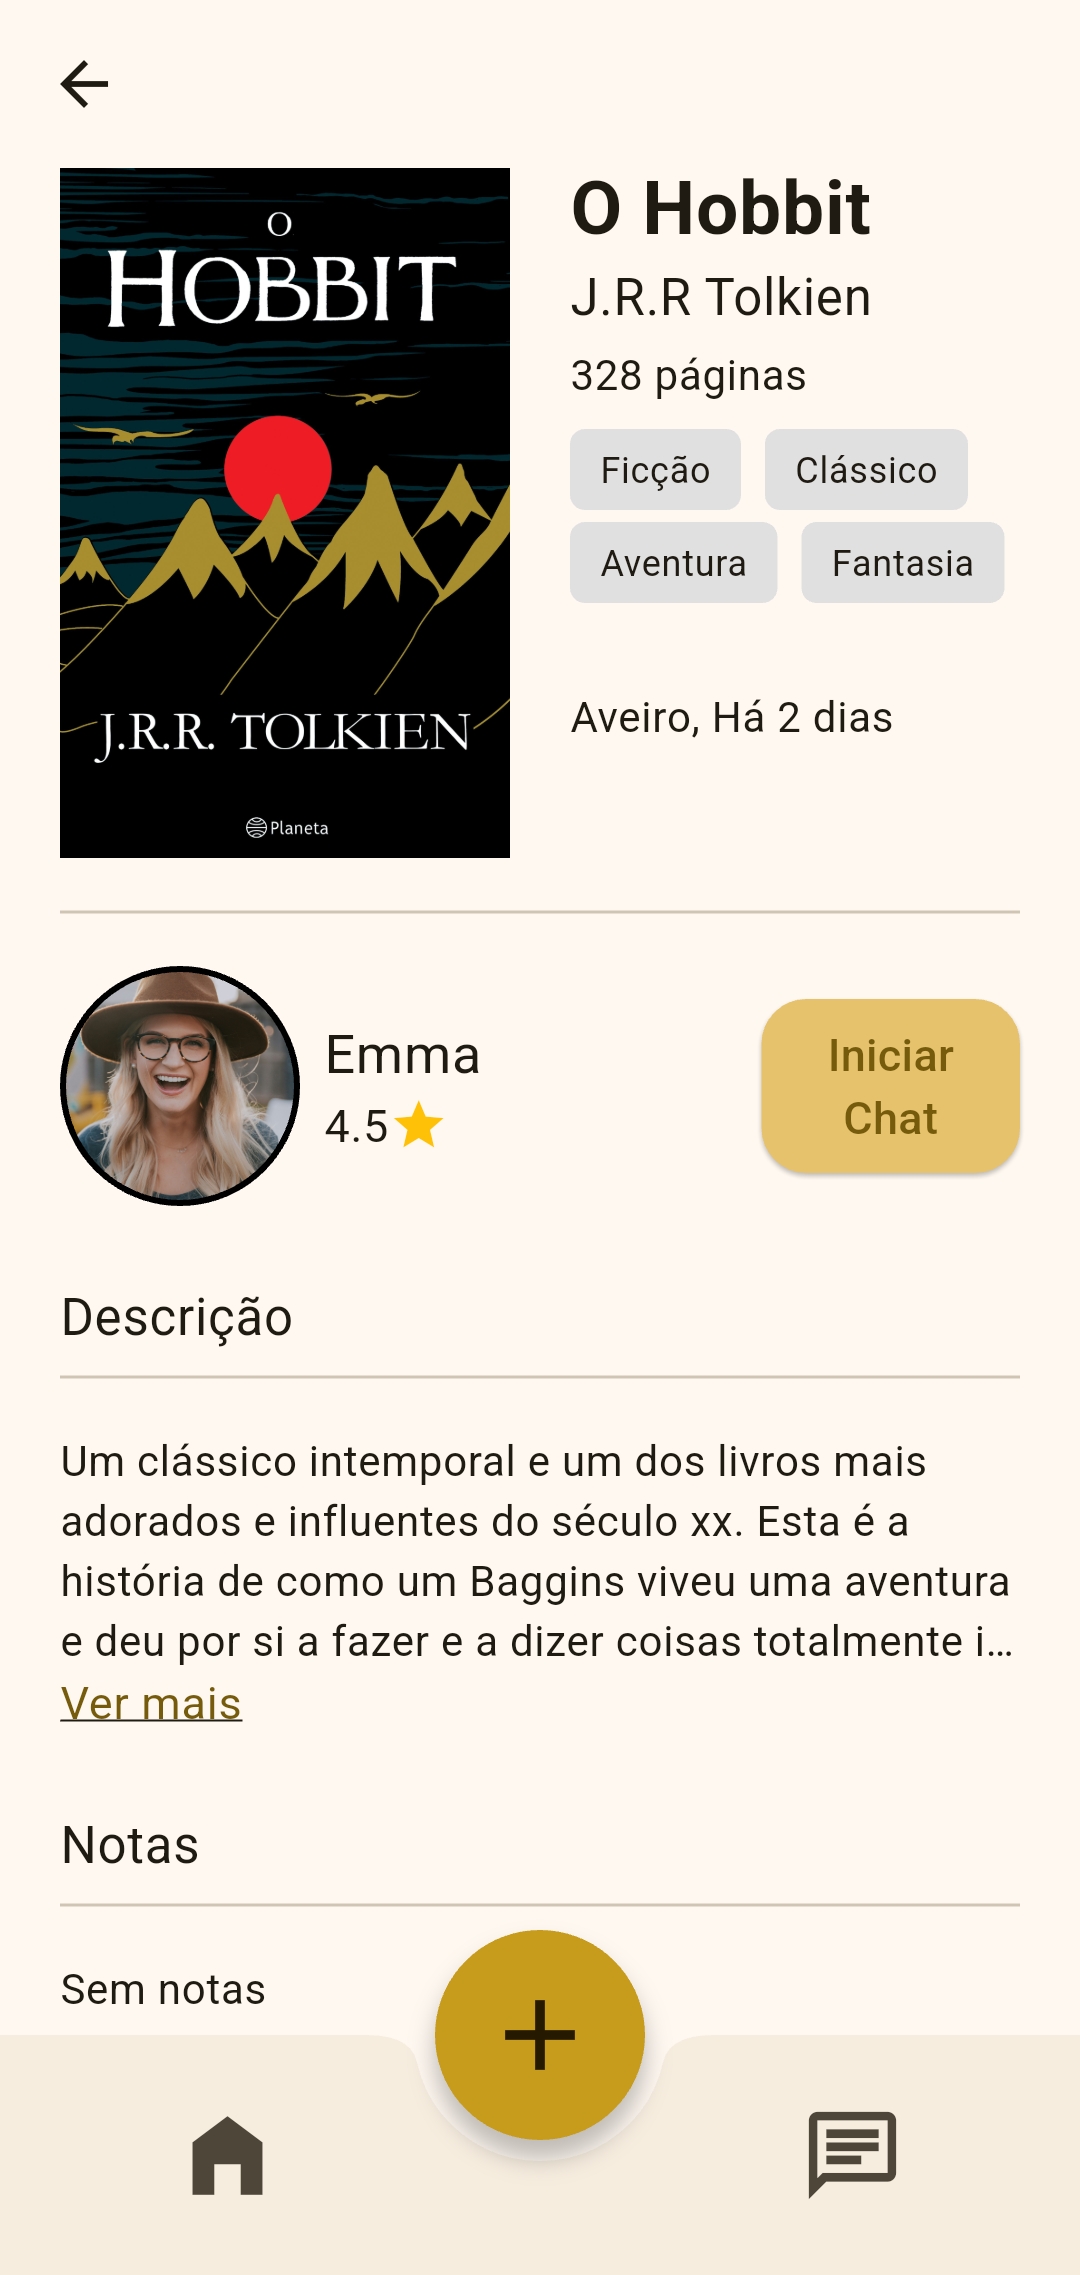 O
HOBBIT
J.R.R. TOLKIEN
Planeta
O Hobbit
J.R.R Tolkien
328 páginas
Ficção
Clássico
Aventura
Fantasia
Aveiro, Há 2 dias
Emma
4.5
Iniciar
Chat
Descrição
Um clássico intemporal e um dos livros mais
adorados e influentes do século xx. Esta é a
história de como um Baggins viveu uma aventura
e deu por si a fazer e a dizer coisas totalmente i...
Ver mais
Notas
Sem notas